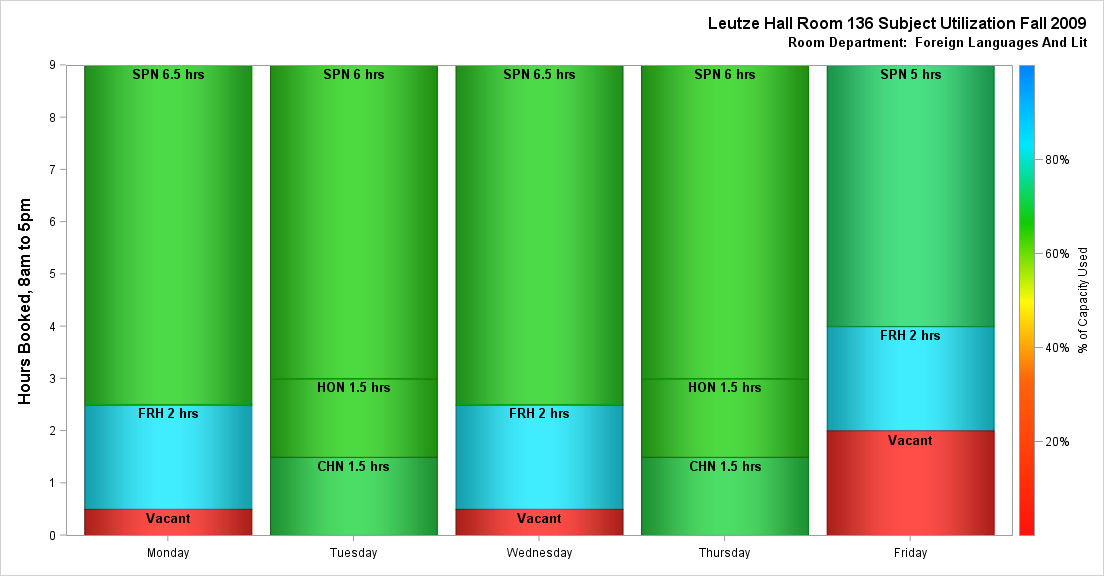 Leutze Hall Room 136 Subject Utilization Fall 2009
Room Department:  Foreign Languages And Lit
Hours Booked, 8am to 5pm
9
8
7
6
5
4
3
2
1
0
SPN 6.5 hrs
FRH 2 hrs
Vacant
SPN 6 hrs
HON 1.5 hrs
CHN 1.5 hrs
SPN 6.5 hrs
FRH 2 hrs
Vacant
SPN 6 hrs
HON 1.5 hrs
CHN 1.5 hrs
SPN 5 hrs
FRH 2 hrs
Vacant
Monday
Tuesday
Wednesday
Thursday
Friday
80%
60%
40%
20%
% of Capacity Used